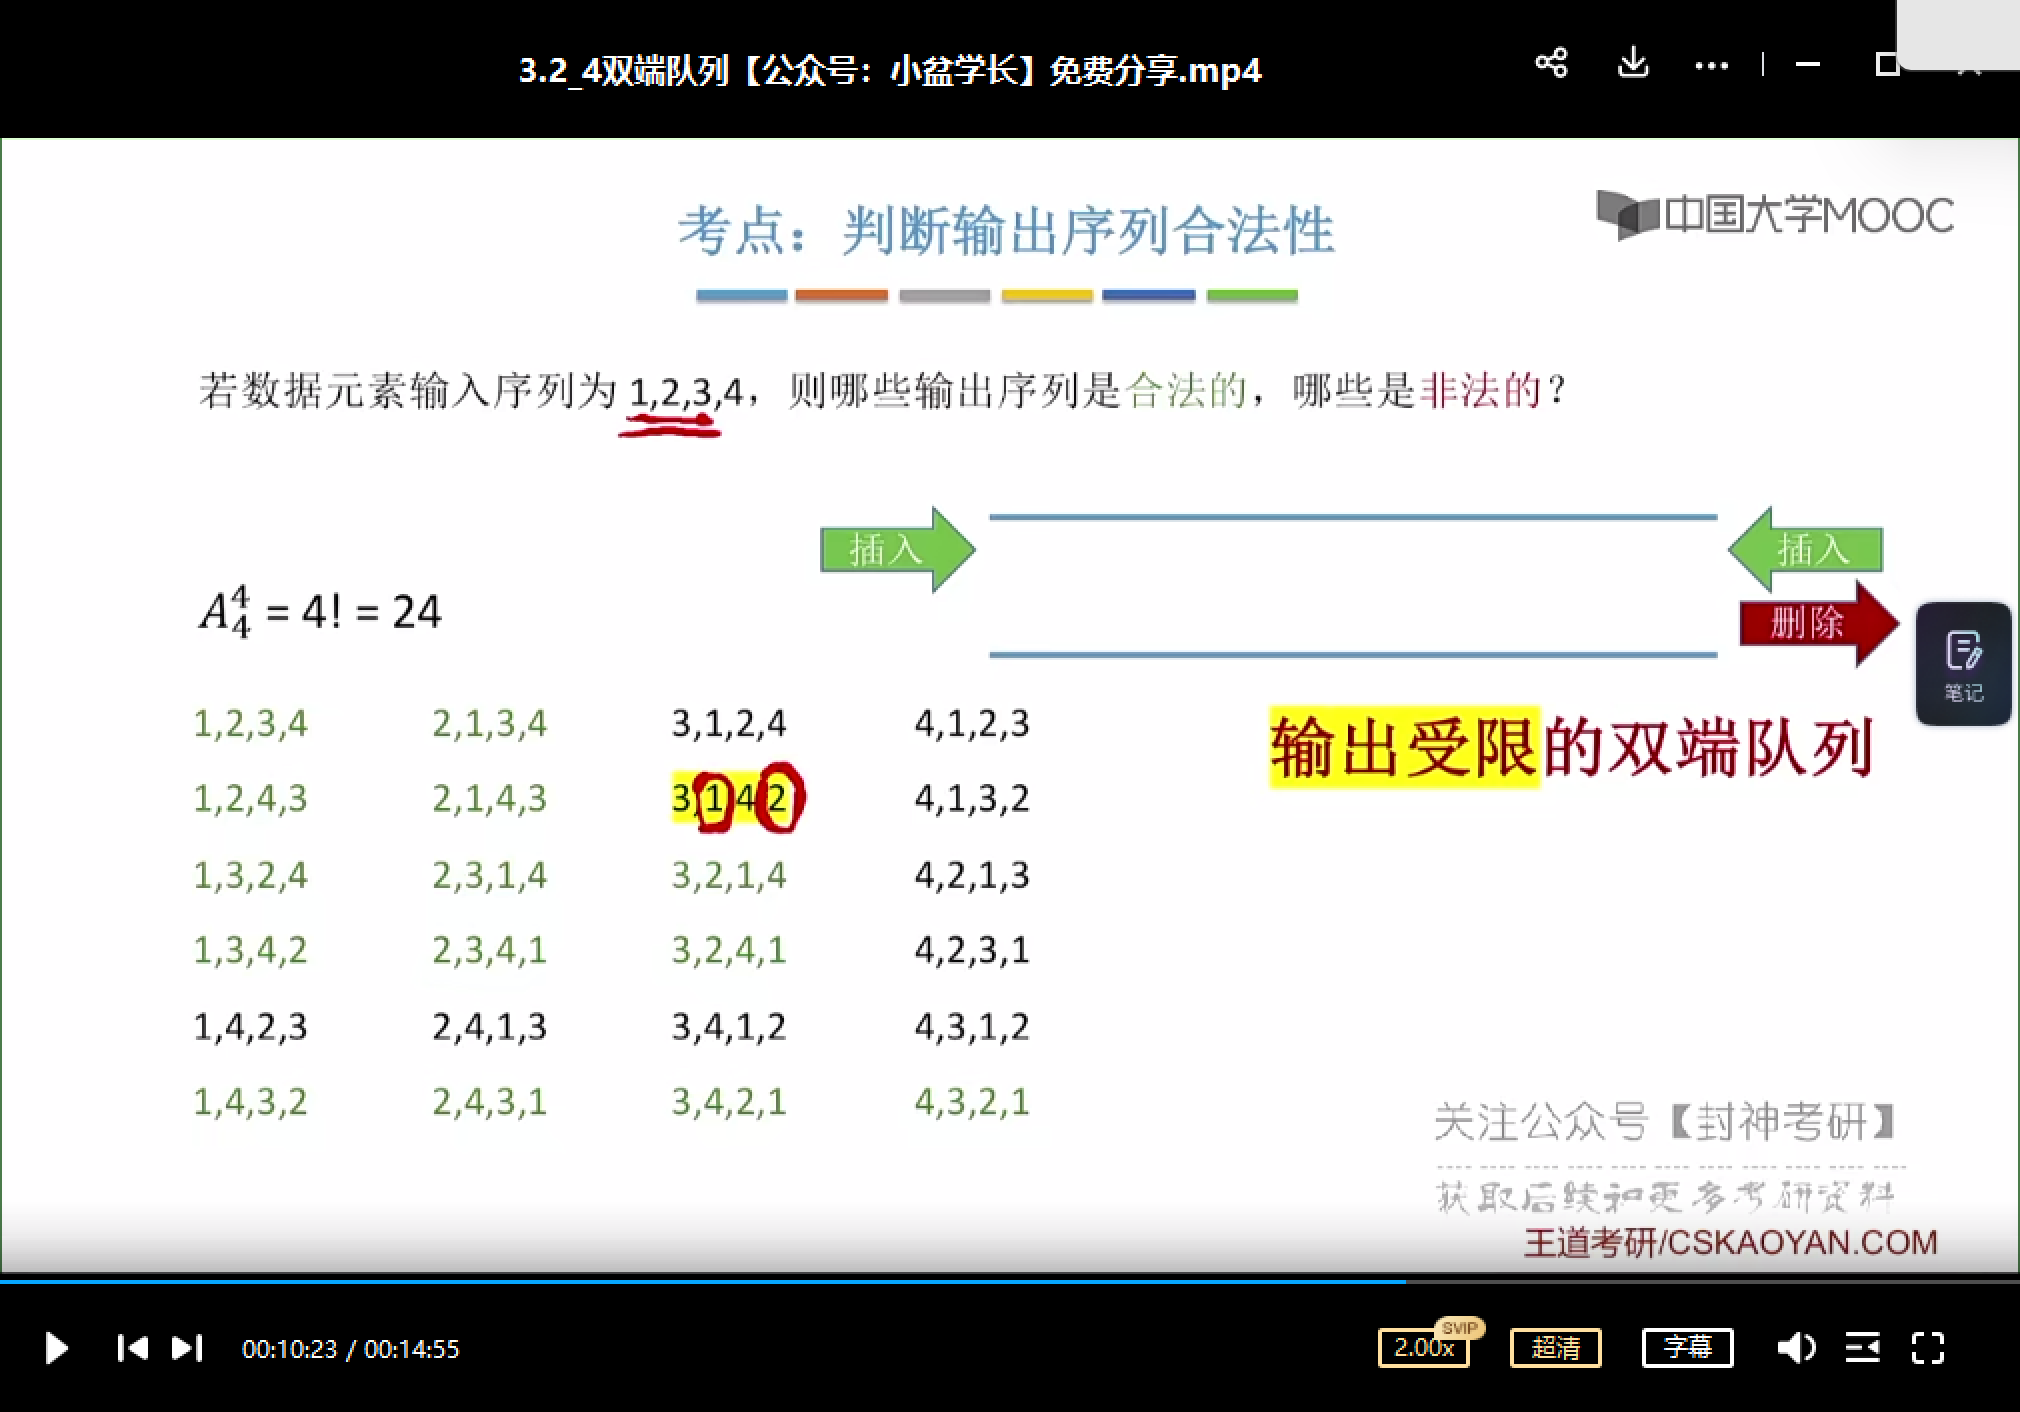 3.2_4双端队列【公众号：小盆学长】免费分享.mp4
中国大学MOOC
考点：判断输出序列合法性
若数据元素输入序列为 1,2,3,4，则哪些输出序列是合法的，哪些是非法的？
插入
插入
删除
A₄⁴ = 4! = 24
笔记
输出受限的双端队列
1,2,3,4 2,1,3,4 3,1,2,4 4,1,2,3
1,2,4,3 2,1,4,3 3,1,4,2 4,1,3,2
1,3,2,4 2,3,1,4 3,2,1,4 4,2,1,3
1,3,4,2 2,3,4,1 3,2,4,1 4,2,3,1
1,4,2,3 2,4,1,3 3,4,1,2 4,3,1,2
1,4,3,2 2,4,3,1 3,4,2,1 4,3,2,1
关注公众号【封神考研】
获取后续和更多考研资料
王道考研/CSKAOYAN.COM
00:10:23 / 00:14:55
2.00x
SVIP
超清
字幕